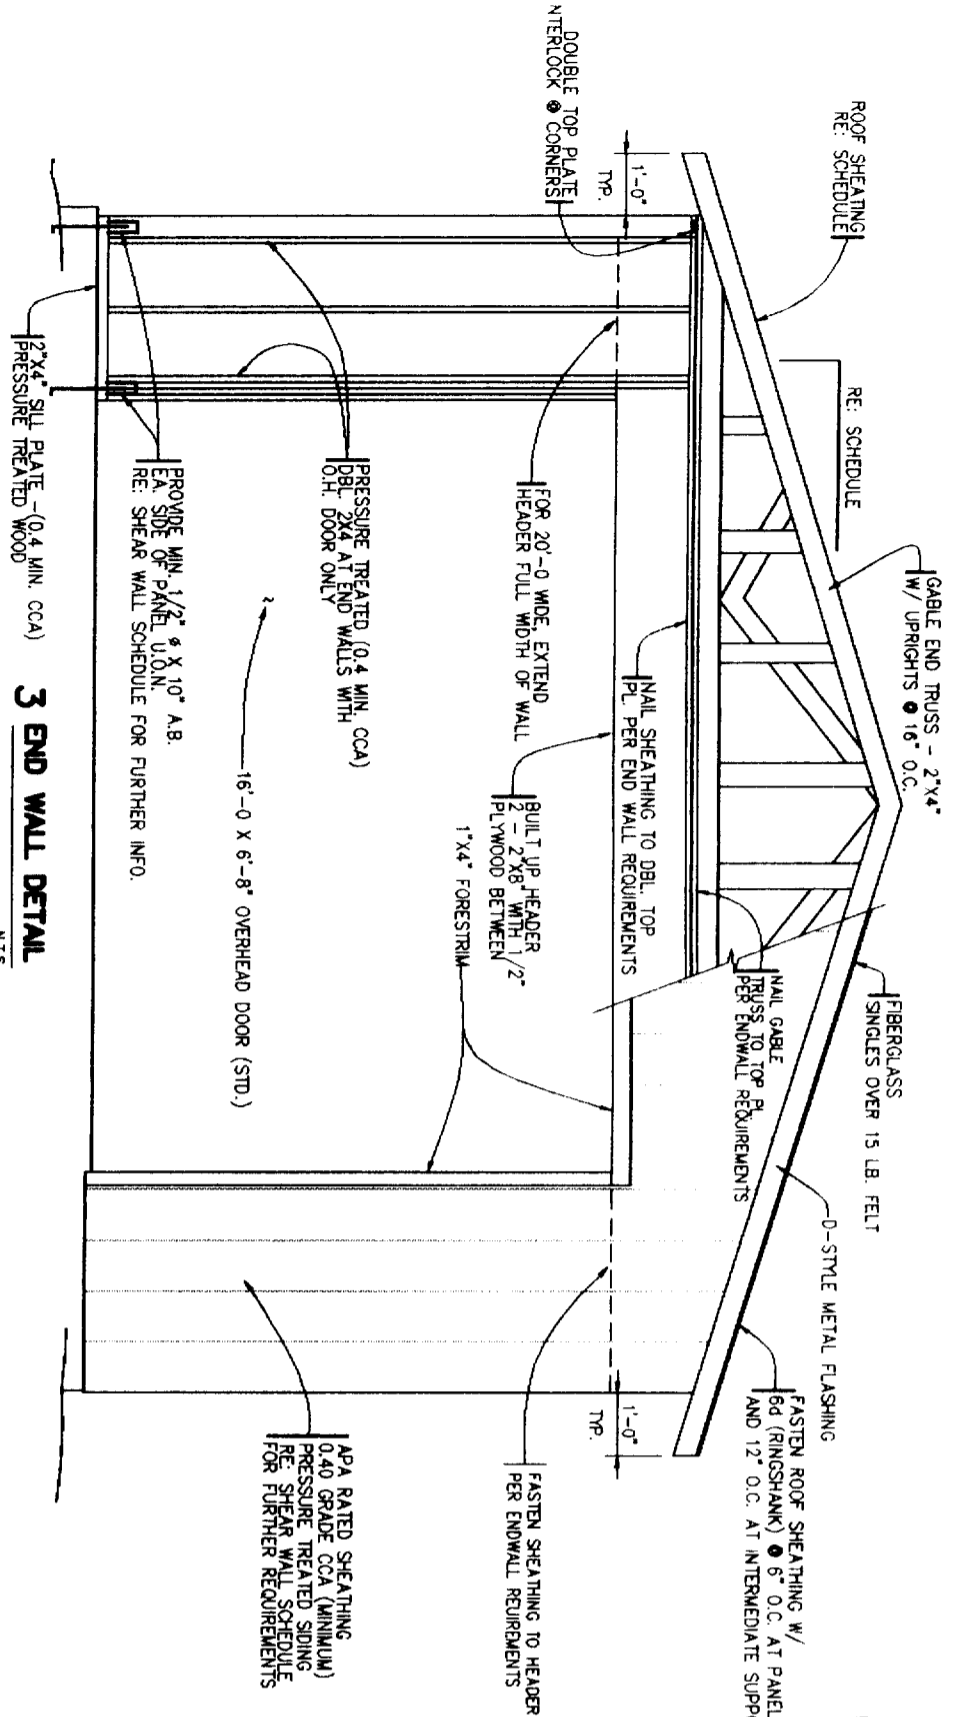 ROOF SHEATING
RE: SCHEDULE
RE: SCHEDULE
GABLE END TRUSS - 2"X4"
W/ UPRIGHTS @ 16" O.C.
FIBERGLASS
SINGLES OVER 15 LB. FELT
D-STYLE METAL FLASHING
FASTEN ROOF SHEATHING W/
6d (RINGSHANK) @ 6" O.C. AT PANEL
AND 12" O.C. AT INTERMEDIATE
DOUBLE TOP PLATE
NTERLOCK @ CORNERS
1'-0"
TYP.
NAIL GABLE
TRUSS TO TOP PL.
PER ENDWALL REQUIREMENTS
NAIL SHEATHING TO DBL. TOP
PL. PER END WALL REQUIREMENTS
1'-0"
TYP.
FOR 20'-0 WIDE, EXTEND
HEADER FULL WIDTH OF WALL
BUILT UP HEADER
2 - 2"X8" WITH 1/2"
PLYWOOD BETWEEN
1"X4" FORESTRIM
FASTEN SHEATHING TO HEADER
PER ENDWALL REUIREMENTS
PRESSURE TREATED (0.4 MIN. CCA)
DBL. 2X4 AT END WALLS WITH
O.H. DOOR ONLY
16'-0 X 6'-8" OVERHEAD DOOR (STD.)
PROVIDE MIN. 1/2" ø X 10" A.B.
EA. SIDE OF PANEL U.O.N.
RE: SHEAR WALL SCHEDULE FOR FURTHER INFO.
APA RATED SHEATHING
0.40 GRADE CCA (MINIMUM)
PRESSURE TREATED SIDING
RE: SHEAR WALL SCHEDULE
FOR FURTHER REQUIREMENTS
2"X4" SILL PLATE -(0.4 MIN. CCA)
PRESSURE TREATED WOOD
3 END WALL DETAIL